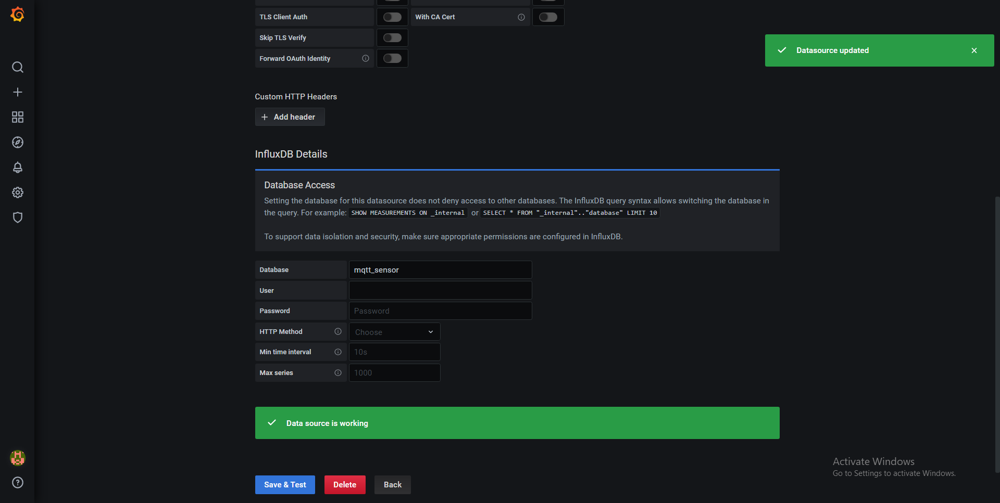 TLS Client Auth
With CA Cert
Skip TLS Verify
Forward OAuth Identity
Datasource updated
Custom HTTP Headers
Add header
InfluxDB Details
Database Access
Setting the database for this datasource does not deny access to other databases. The InfluxDB query syntax allows switching the database in
the query. For example: SHOW MEASUREMENTS ON _internal or SELECT * FROM "_internal".."database" LIMIT 10
To support data isolation and security, make sure appropriate permissions are configured in InfluxDB.
Database mqtt_sensor
User
Password Password
HTTP Method Choose
Min time interval 10s
Max series 1000
Data source is working
Activate Windows
Go to Settings to activate Windows.
Save & Test Delete Back